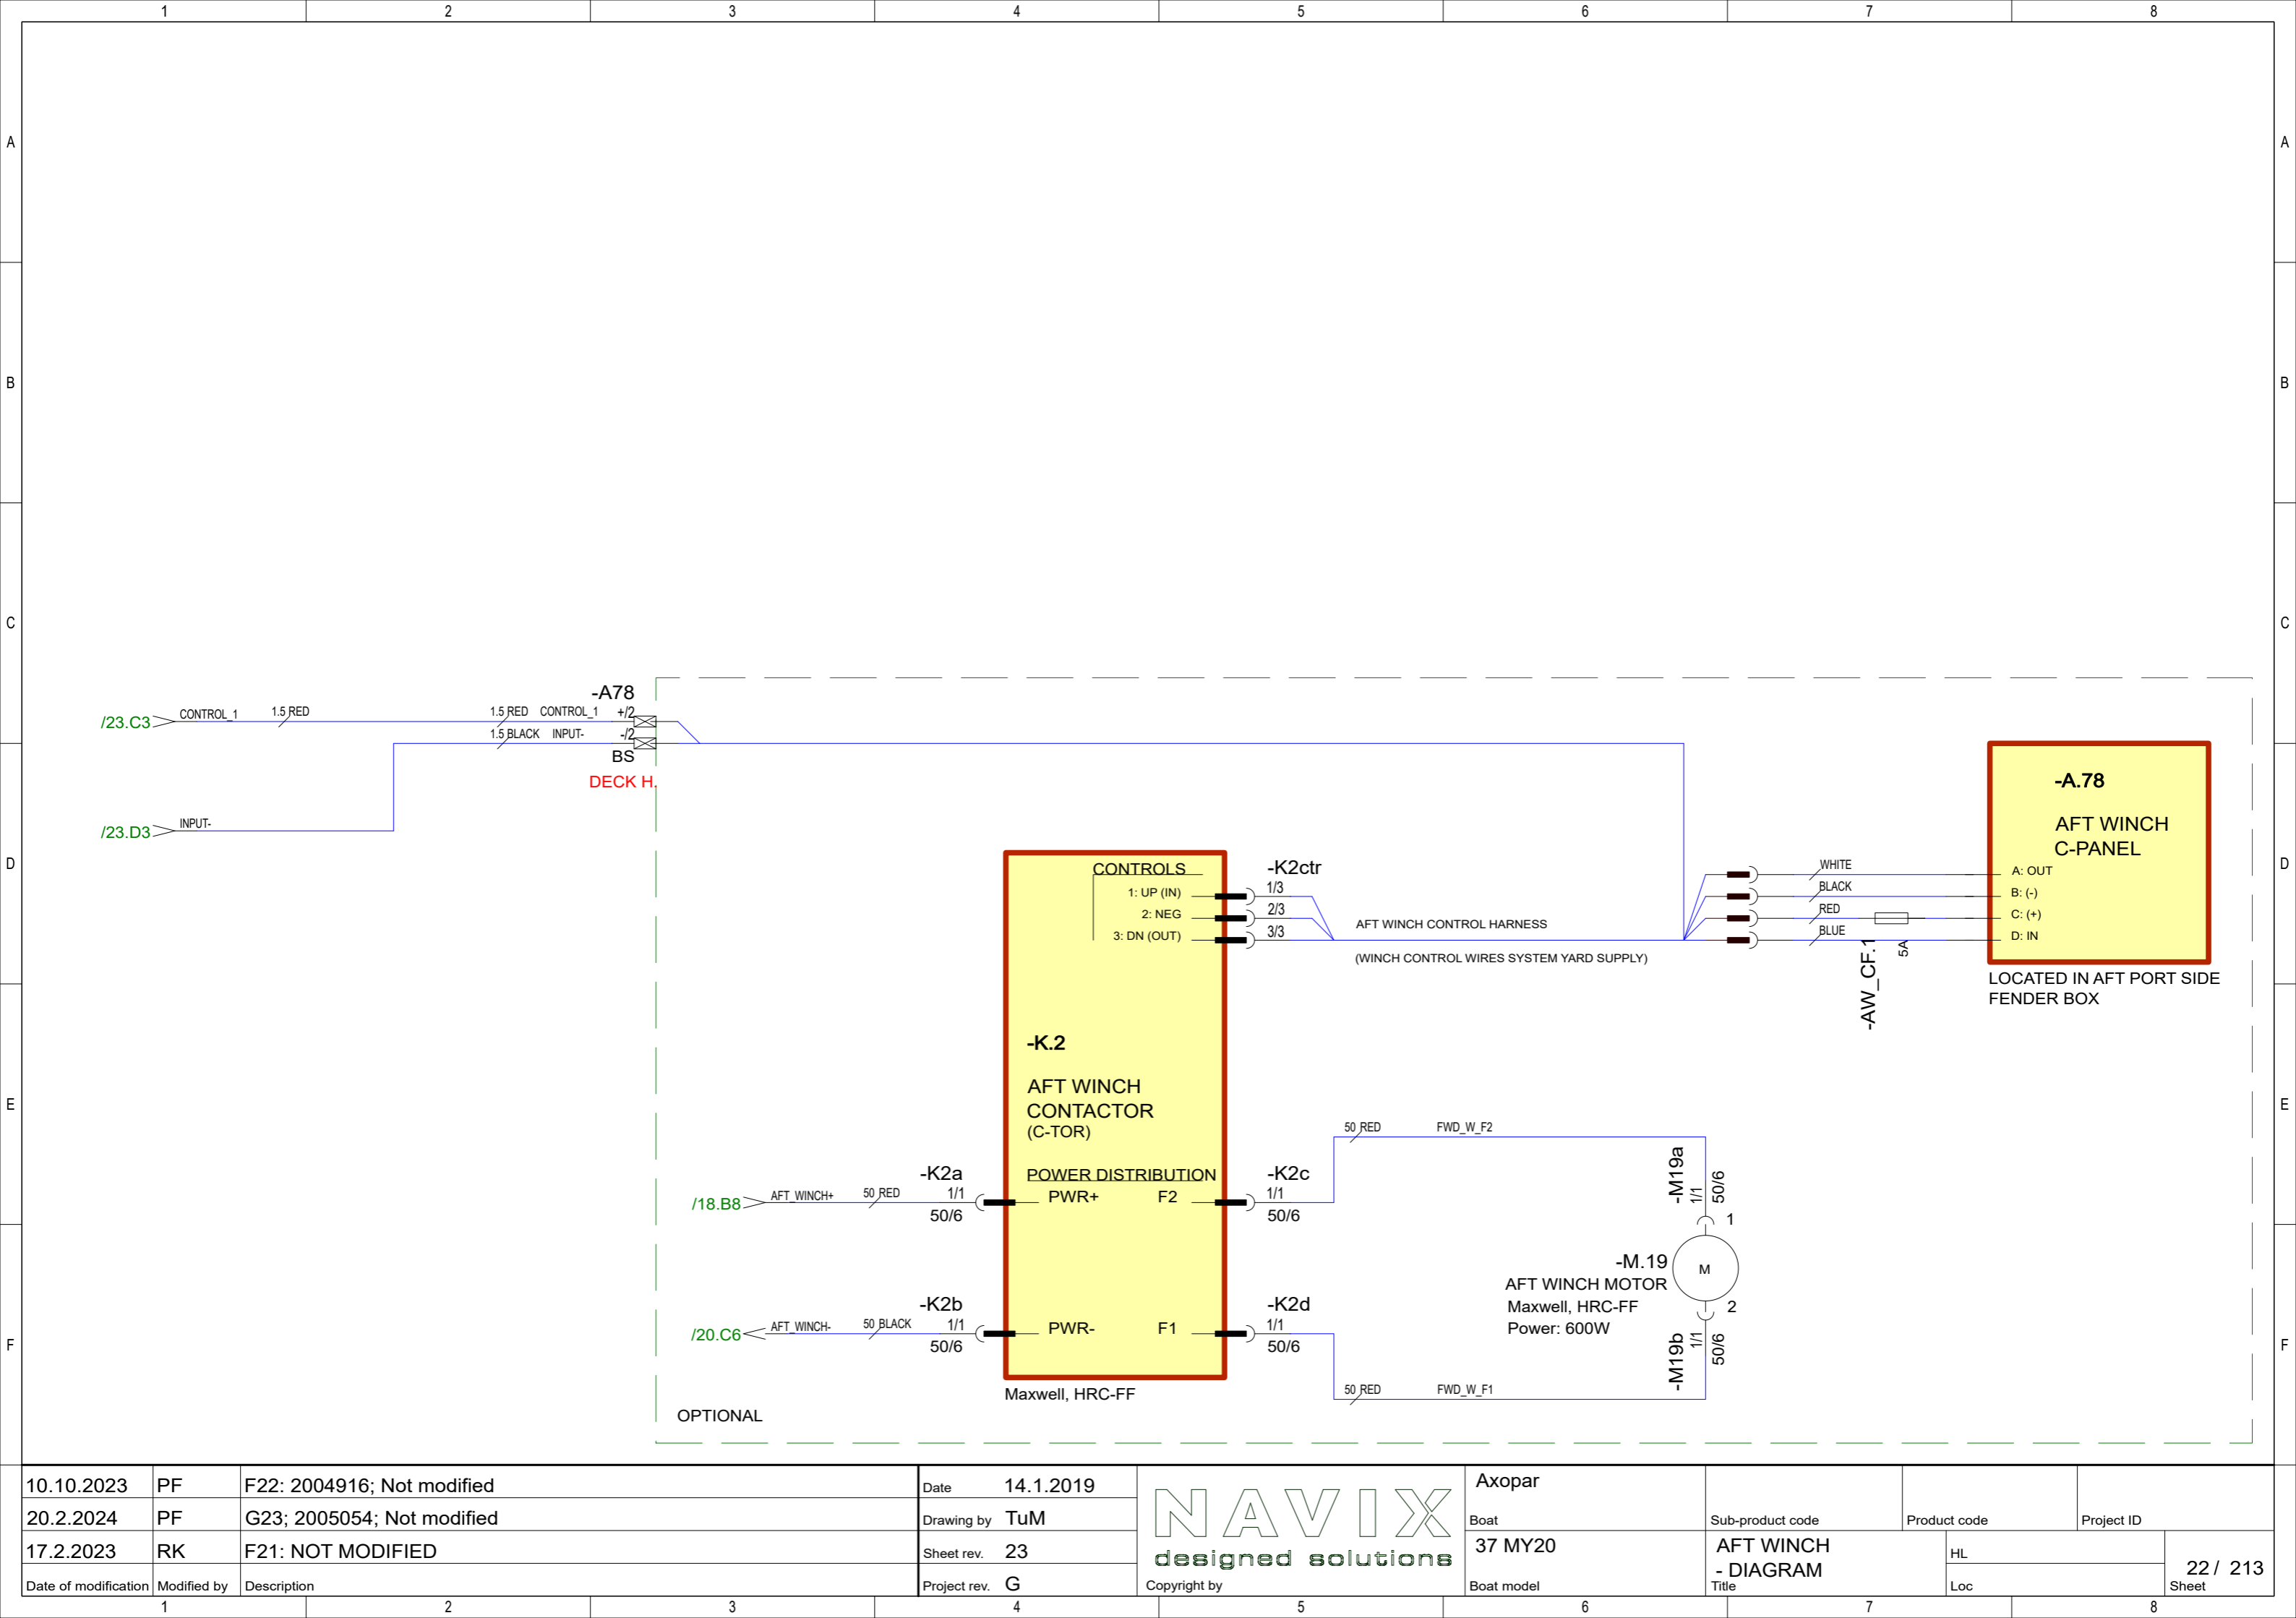 1 2 3 4 5 6 7 8
A A
B B
C C
D D
E E
F F
-A78
/23.C3 CONTROL_1 1.5 RED 1.5 RED CONTROL_1 +/2
1.5 BLACK INPUT- -/2
BS
DECK H.
/23.D3 INPUT-
-A.78
AFT WINCH
C-PANEL
A: OUT
B: (-)
C: (+)
D: IN
LOCATED IN AFT PORT SIDE
FENDER BOX
WHITE
BLACK
RED
BLUE
-AW_CF.1
5A
CONTROLS
1: UP (IN)
2: NEG
3: DN (OUT)
-K2ctr
1/3
2/3
3/3
AFT WINCH CONTROL HARNESS
(WINCH CONTROL WIRES SYSTEM YARD SUPPLY)
-K.2
AFT WINCH
CONTACTOR
(C-TOR)
POWER DISTRIBUTION
PWR+ F2
PWR- F1
Maxwell, HRC-FF
/18.B8 AFT_WINCH+ 50 RED
-K2a
1/1
50/6
/20.C6 AFT_WINCH- 50 BLACK
-K2b
1/1
50/6
-K2c
1/1
50/6
50 RED FWD_W_F2
-K2d
1/1
50/6
50 RED FWD_W_F1
-M19a
1/1
50/6
1
-M.19
M
AFT WINCH MOTOR
Maxwell, HRC-FF
Power: 600W
2
-M19b
1/1
50/6
OPTIONAL
10.10.2023 PF F22: 2004916; Not modified
20.2.2024 PF G23; 2005054; Not modified
17.2.2023 RK F21: NOT MODIFIED
Date of modification Modified by Description
Date 14.1.2019
Drawing by TuM
Sheet rev. 23
Project rev. G
NAVIX
designed solutions
Copyright by
Axopar
Boat
37 MY20
Boat model
Sub-product code
Product code
Project ID
AFT WINCH
- DIAGRAM
Title
HL
Loc
22 / 213
Sheet
1 2 3 4 5 6 7 8